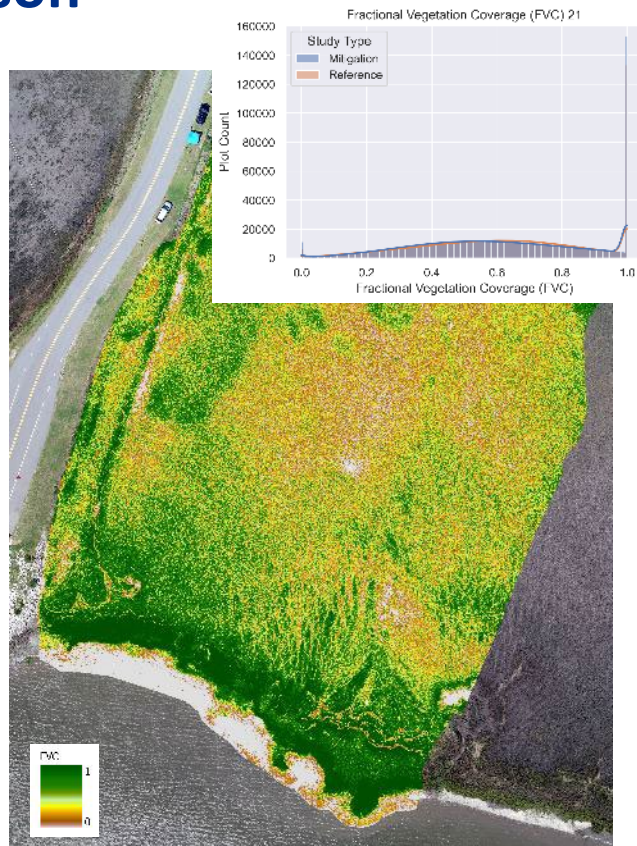 Fractional Vegetation Coverage (FVC) 21
160000
140000
120000
100000
80000
60000
40000
20000
0
Plot Count
Study Type
Mitigation
Reference
0.0 0.2 0.4 0.6 0.8 1.0
Fractional Vegetation Coverage (FVC)
FVC
1
0